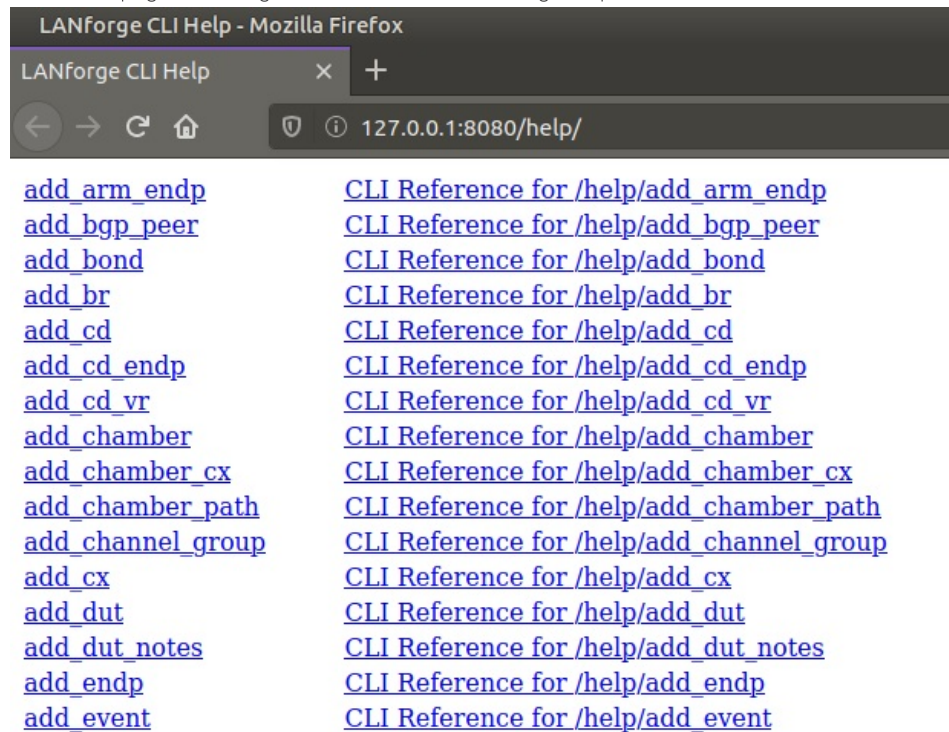 LANforge CLI Help - Mozilla Firefox
LANforge CLI Help × +
127.0.0.1:8080/help/
add_arm_endp CLI Reference for /help/add_arm_endp
add_bgp_peer CLI Reference for /help/add_bgp_peer
add_bond CLI Reference for /help/add_bond
add_br CLI Reference for /help/add_br
add_cd CLI Reference for /help/add_cd
add_cd_endp CLI Reference for /help/add_cd_endp
add_cd_vr CLI Reference for /help/add_cd_vr
add_chamber CLI Reference for /help/add_chamber
add_chamber_cx CLI Reference for /help/add_chamber_cx
add_chamber_path CLI Reference for /help/add_chamber_path
add_channel_group CLI Reference for /help/add_channel_group
add_cx CLI Reference for /help/add_cx
add_dut CLI Reference for /help/add_dut
add_dut_notes CLI Reference for /help/add_dut_notes
add_endp CLI Reference for /help/add_endp
add_event CLI Reference for /help/add_event